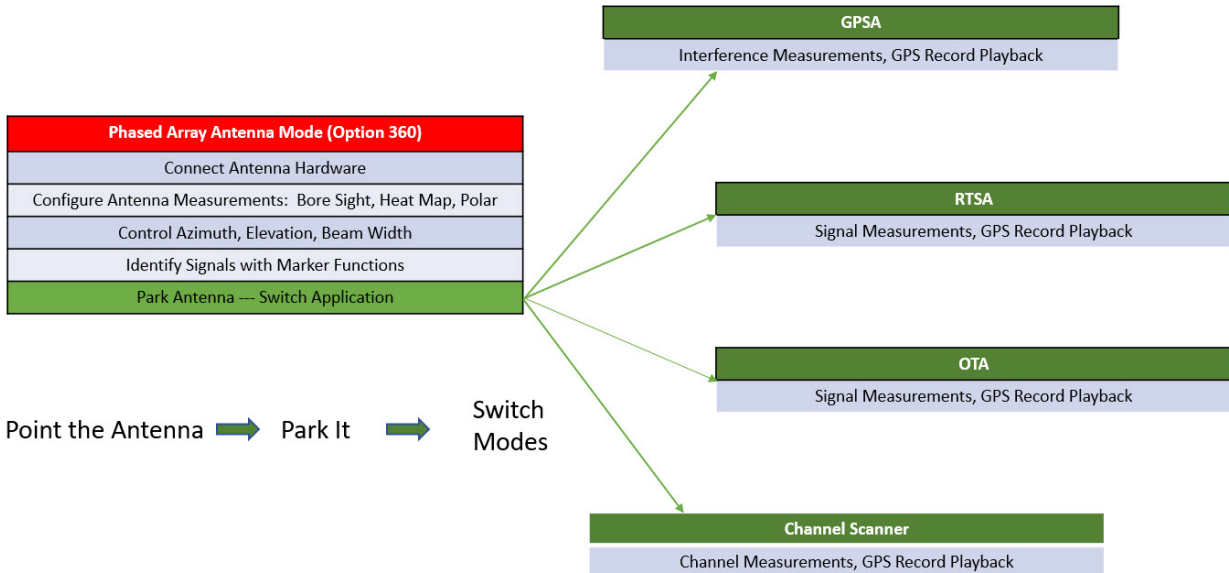 GPSA
Interference Measurements, GPS Record Playback
Phased Array Antenna Mode (Option 360)
Connect Antenna Hardware
Configure Antenna Measurements: Bore Sight, Heat Map, Polar
Control Azimuth, Elevation, Beam Width
Identify Signals with Marker Functions
Park Antenna --- Switch Application
RTSA
Signal Measurements, GPS Record Playback
OTA
Signal Measurements, GPS Record Playback
Point the Antenna
Park It
Switch
Modes
Channel Scanner
Channel Measurements, GPS Record Playback